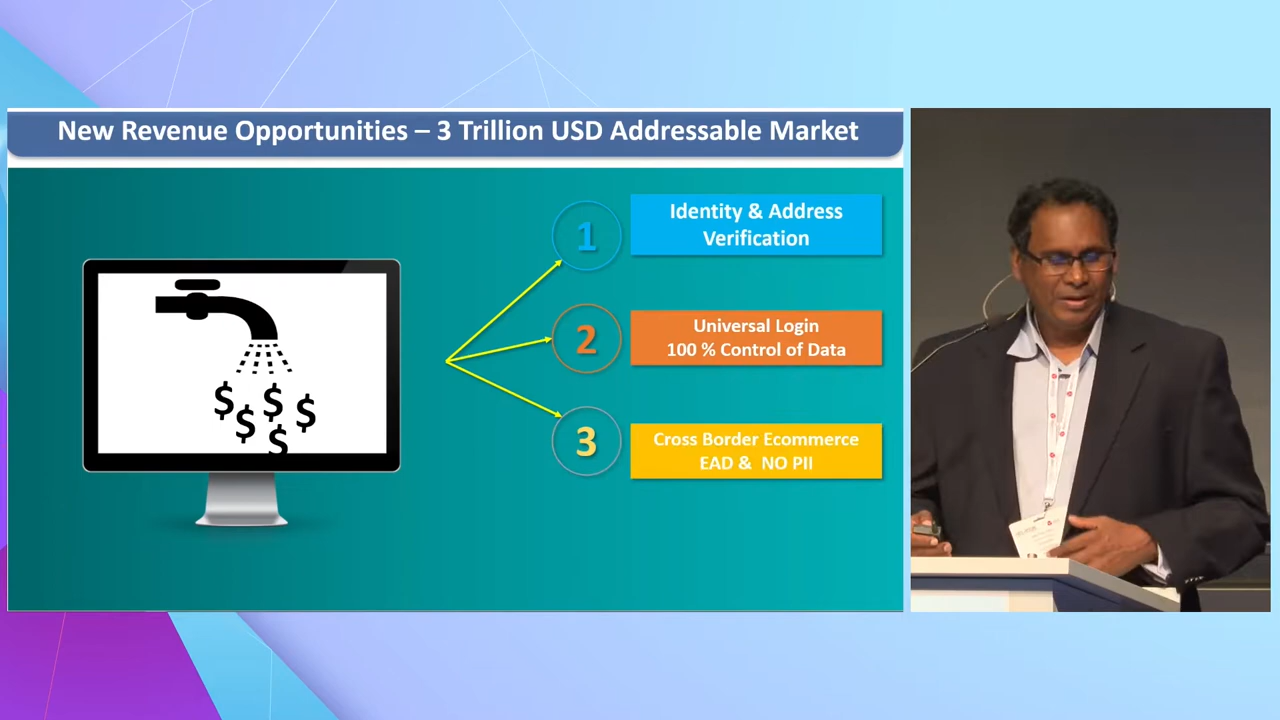 New Revenue Opportunities – 3 Trillion USD Addressable Market
1
Identity & Address
Verification
2
Universal Login
100 % Control of Data
3
Cross Border Ecommerce
EAD & NO PII
$ $ $ $ $